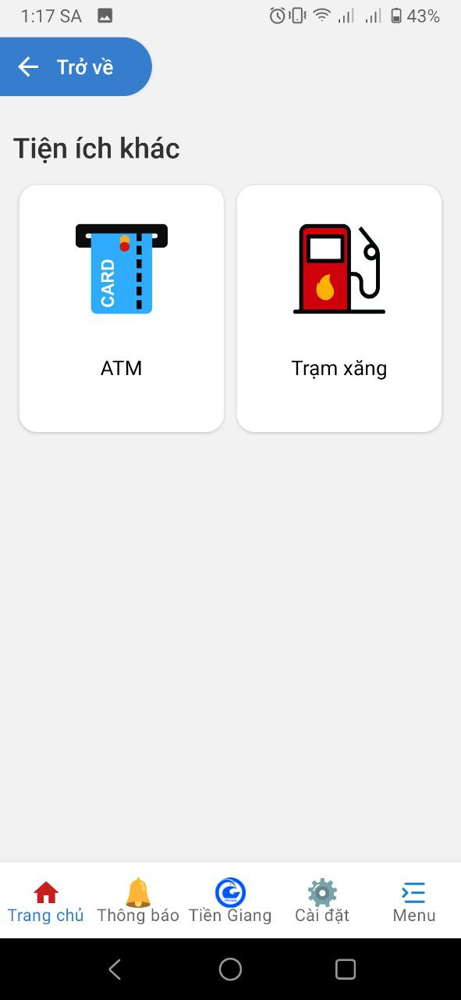 1:17 SA
43%
Trở về
Tiện ích khác
CARD
ATM
Trạm xăng
Trang chủ
Thông báo
Tiền Giang
Cài đặt
Menu